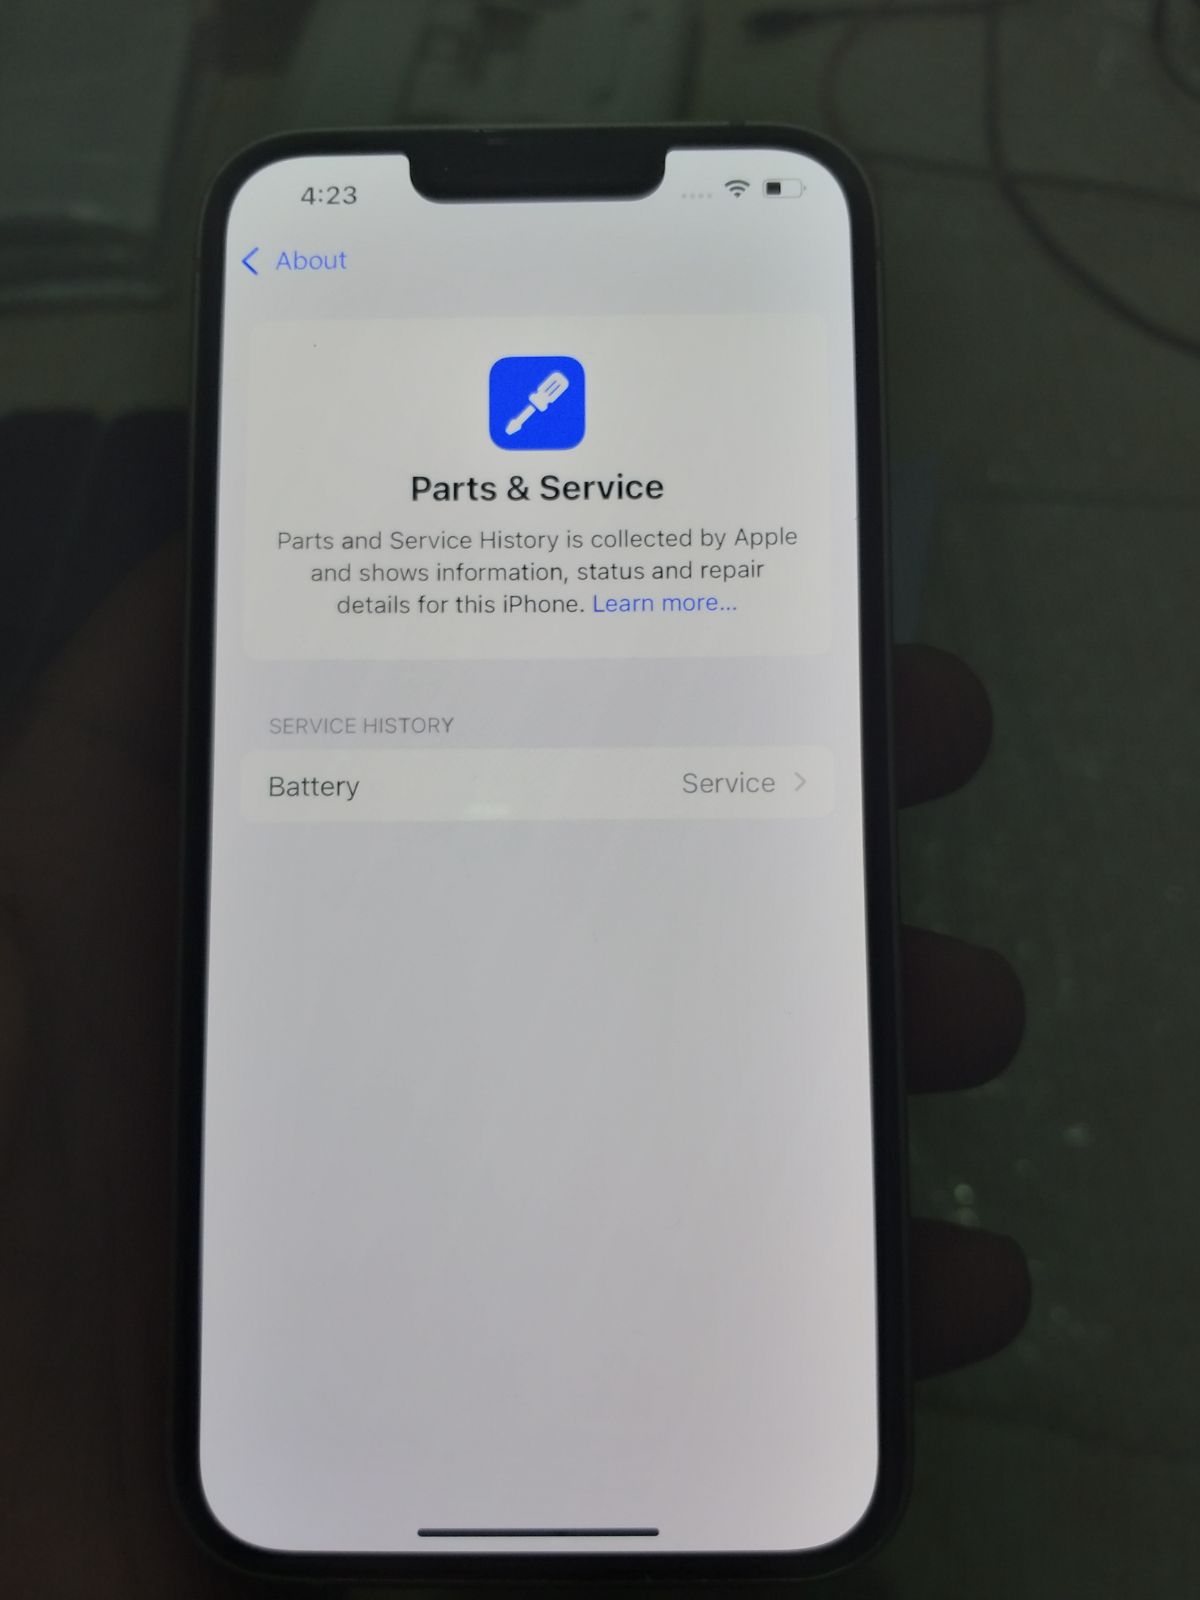 4:23
About
Parts & Service
Parts and Service History is collected by Apple
and shows information, status and repair
details for this iPhone. Learn more...
SERVICE HISTORY
Battery Service